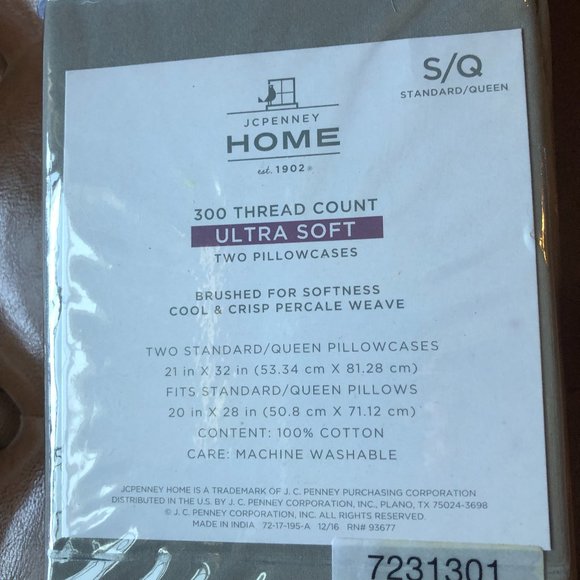 S/Q
STANDARD/QUEEN
JCPENNEY
HOME
est. 1902®
300 THREAD COUNT
ULTRA SOFT
TWO PILLOWCASES
BRUSHED FOR SOFTNESS
COOL & CRISP PERCALE WEAVE
TWO STANDARD/QUEEN PILLOWCASES
21 in X 32 in (53.34 cm X 81.28 cm)
FITS STANDARD/QUEEN PILLOWS
20 in X 28 in (50.8 cm X 71.12 cm)
CONTENT: 100% COTTON
CARE: MACHINE WASHABLE
JCPENNEY HOME IS A TRADEMARK OF J. C. PENNEY PURCHASING CORPORATION
DISTRIBUTED IN THE U.S. BY J. C. PENNEY CORPORATION, INC., PLANO, TX 75024-3698
© J. C. PENNEY CORPORATION, INC. ALL RIGHTS RESERVED.
MADE IN INDIA 72-17-195-A 12/16 RN# 93677
7231301